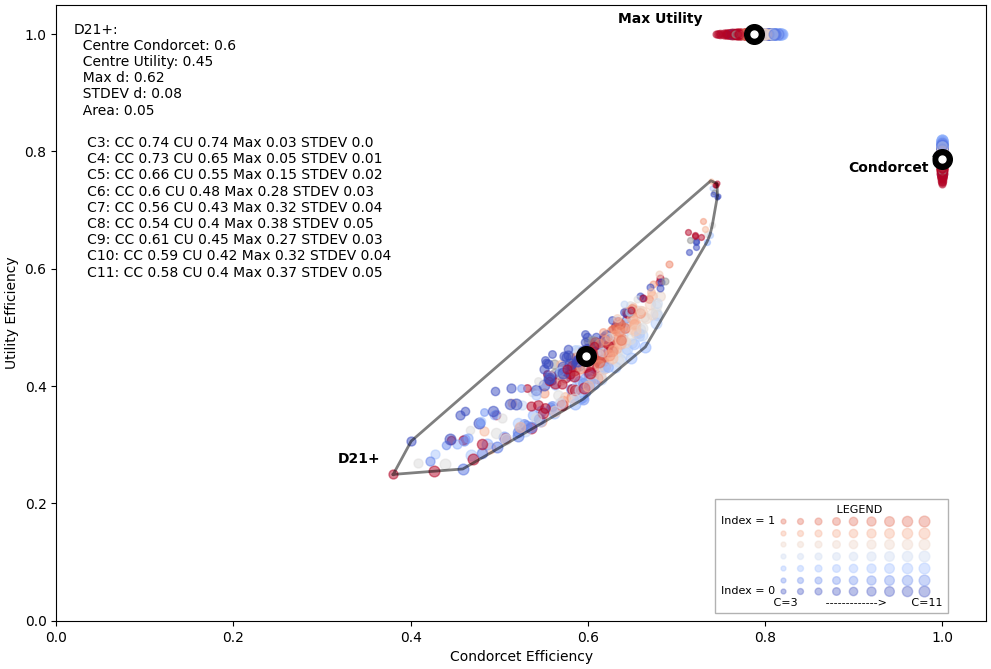 D21+:
Centre Condorcet: 0.6
Centre Utility: 0.45
Max d: 0.62
STDEV d: 0.08
Area: 0.05
C3: CC 0.74 CU 0.74 Max 0.03 STDEV 0.0
C4: CC 0.73 CU 0.65 Max 0.05 STDEV 0.01
C5: CC 0.66 CU 0.55 Max 0.15 STDEV 0.02
C6: CC 0.6 CU 0.48 Max 0.28 STDEV 0.03
C7: CC 0.56 CU 0.43 Max 0.32 STDEV 0.04
C8: CC 0.54 CU 0.4 Max 0.38 STDEV 0.05
C9: CC 0.61 CU 0.45 Max 0.27 STDEV 0.03
C10: CC 0.59 CU 0.42 Max 0.32 STDEV 0.04
C11: CC 0.58 CU 0.4 Max 0.37 STDEV 0.05
Max Utility
Condorcet
D21+
LEGEND
Index = 1
Index = 0
C=3 -------------> C=11
Utility Efficiency
1.0
0.8
0.6
0.4
0.2
0.0
0.0 0.2 0.4 0.6 0.8 1.0
Condorcet Efficiency